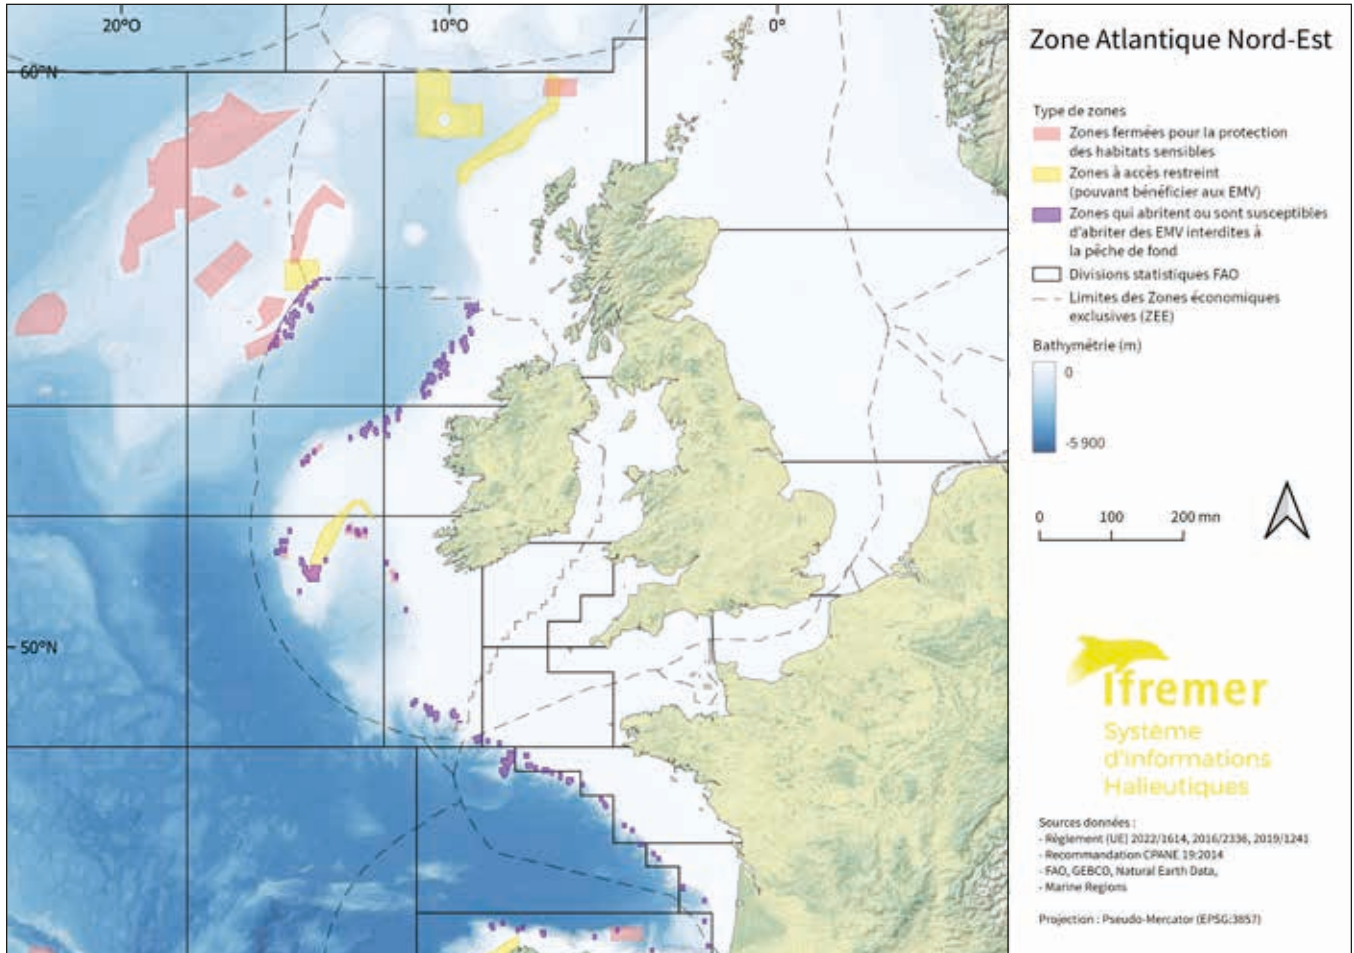 20°O
10°O
0°
60°N
50°N
Zone Atlantique Nord-Est
Type de zones
Zones fermées pour la protection
des habitats sensibles
Zones à accès restreint
(pouvant bénéficier aux EMV)
Zones qui abritent ou sont susceptibles
d'abriter des EMV interdites à
la pêche de fond
Divisions statistiques FAO
Limites des Zones économiques
exclusives (ZEE)
Bathymétrie (m)
0
-5 900
0 100 200 mn
Ifremer
Système
d'informations
Halieutiques
Sources données :
- Règlement (UE) 2022/1614, 2016/2336, 2019/1241
- Recommandation CPANE 19:2014
- FAO, GEBCO, Natural Earth Data,
- Marine Regions
Projection : Pseudo-Mercator (EPSG:3857)